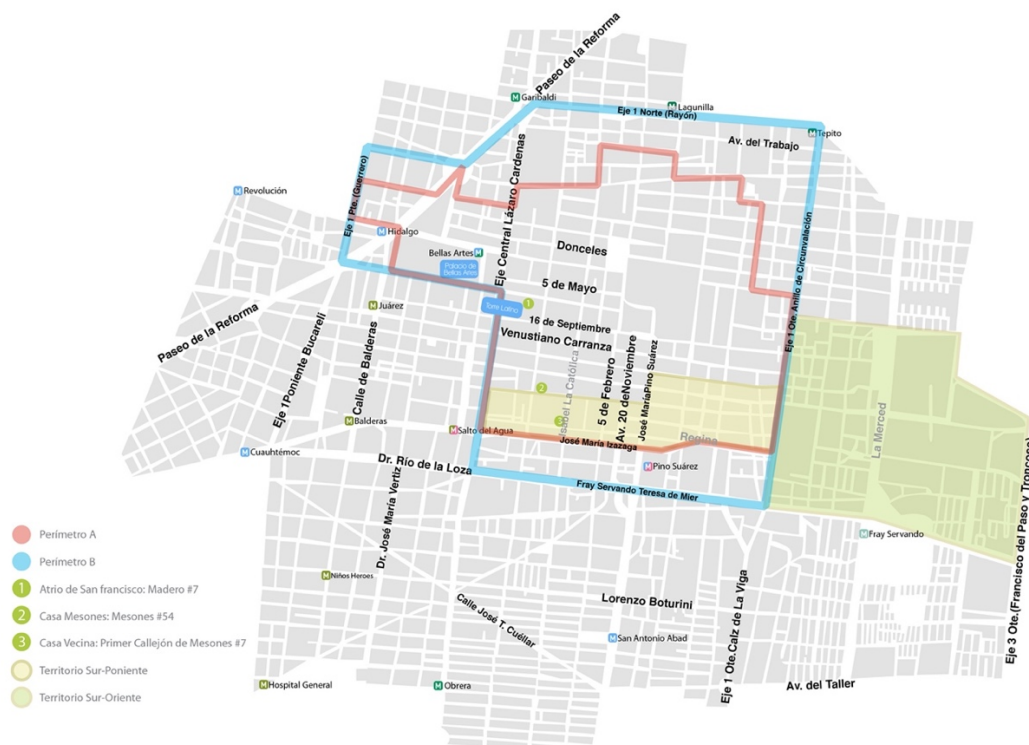 Paseo de la Reforma
Garibaldi
Lagunilla
Eje 1 Norte (Rayón)
Tepito
Av. del Trabajo
Eje 1 Pte. (Guerrero)
Revolución
Hidalgo
Eje Central Lázaro Cardenas
Bellas Artes
Palacio de
Bellas Artes
Donceles
Eje 1 Ote. Anillo de Circunvalación
5 de Mayo
Juárez
Torre Latino
1
16 de Septiembre
Venustiano Carranza
Paseo de la Reforma
Eje 1Poniente Bucareli
Calle de Balderas
Isabel La Católica
5 de Febrero
Av. 20 deNoviembre
José MaríaPino Suárez
2
3
La Merced
Balderas
Salto del Agua
José María Izazaga
Regina
Cuauhtémoc
Dr. Río de la Loza
Pino Suárez
Fray Servando Teresa de Mier
Dr. José María Vertiz
Fray Servando
Eje 3 Ote.(Francisco del Paso y Troncoso)
Perímetro A
Perímetro B
1 Atrio de San francisco: Madero #7
2 Casa Mesones: Mesones #54
3 Casa Vecina: Primer Callejón de Mesones #7
Territorio Sur-Poniente
Territorio Sur-Oriente
Niños Heroes
Calle José T. Cuéllar
Lorenzo Boturini
San Antonio Abad
Eje 1 Ote.Calz de La Viga
Hospital General
Obrera
Av. del Taller